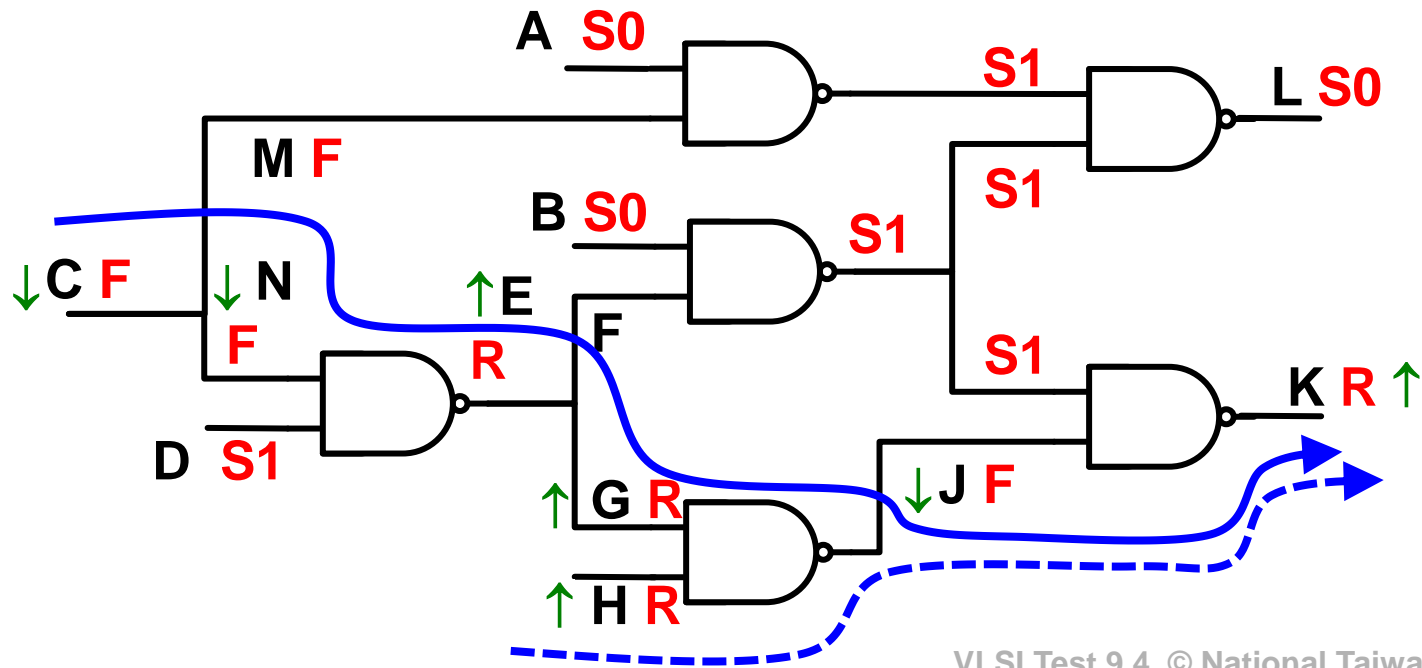 A S0
S1
L S0
M F
S1
B S0
S1
↓ C F
↓ N
↑ E
F
F
R
S1
K R ↑
D S1
↑ G R
↓ J F
↑ H R
VLSI Test 9.4 © National Taiwa